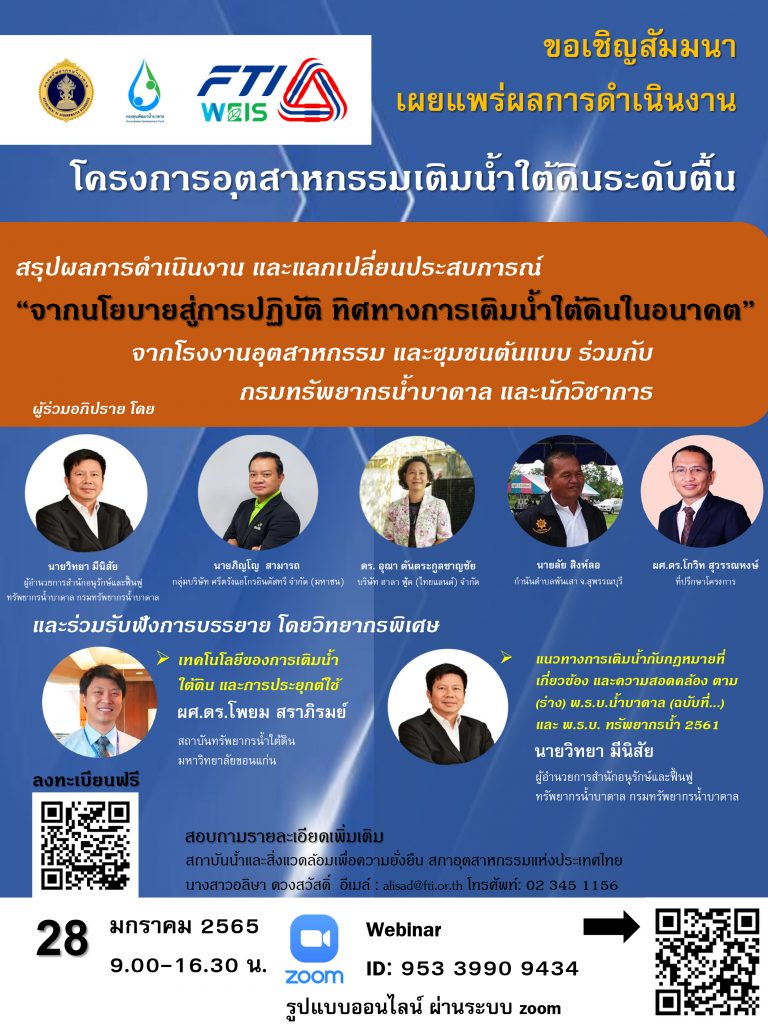 ขอเชิญสัมมนา
เผยแพร่ผลการดำเนินงาน
กองทุนพัฒนาน้ำบาดาล
FTI
WEIS
โครงการอุตสาหกรรมเติมน้ำใต้ดินระดับตื้น
สรุปผลการดำเนินงาน และแลกเปลี่ยนประสบการณ์
“จากนโยบายสู่การปฏิบัติ ทิศทางการเติมน้ำใต้ดินในอนาคต”
จากโรงงานอุตสาหกรรม และชุมชนต้นแบบ ร่วมกับ
กรมทรัพยากรน้ำบาดาล และนักวิชาการ
ผู้ร่วมอภิปราย โดย
นายวิทยา มีนิสัย
ผู้อำนวยการสำนักอนุรักษ์และฟื้นฟู
ทรัพยากรน้ำบาดาล กรมทรัพยากรน้ำบาดาล
นายภิญโญ สามารถ
กลุ่มบริษัท ศรีตรังแอโกรอินดัสทรี จำกัด (มหาชน)
ดร. อุณา ตันตระกูลชาญชัย
บริษัท ฮาลา ฟู้ด (ไทยแลนด์) จำกัด
นายลัย สิงห์ลอ
กำนันตำบลพันเสา จ.สุพรรณบุรี
ผศ.ดร.โกวิท สุวรรณหงษ์
ที่ปรึกษาโครงการ
และร่วมรับฟังการบรรยาย โดยวิทยากรพิเศษ
เทคโนโลยีของการเติมน้ำ
ใต้ดิน และการประยุกต์ใช้
ผศ.ดร.โพยม สราภิรมย์
สถาบันทรัพยากรน้ำใต้ดิน
มหาวิทยาลัยขอนแก่น
แนวทางการเติมน้ำกับกฎหมายที่
เกี่ยวข้อง และความสอดคล้อง ตาม
(ร่าง) พ.ร.บ.น้ำบาดาล (ฉบับที่...)
และ พ.ร.บ. ทรัพยากรน้ำ 2561
นายวิทยา มีนิสัย
ผู้อำนวยการสำนักอนุรักษ์และฟื้นฟู
ทรัพยากรน้ำบาดาล กรมทรัพยากรน้ำบาดาล
ลงทะเบียนฟรี
สอบถามรายละเอียดเพิ่มเติม
สถาบันน้ำและสิ่งแวดล้อมเพื่อความยั่งยืน สภาอุตสาหกรรมแห่งประเทศไทย
นางสาวอลิษา ดวงสวัสดิ์ อีเมล์ : alisad@fti.or.th โทรศัพท์: 02 345 1156
28 มกราคม 2565
9.00-16.30 น.
zoom
Webinar
ID: 953 3990 9434
รูปแบบออนไลน์ ผ่านระบบ zoom